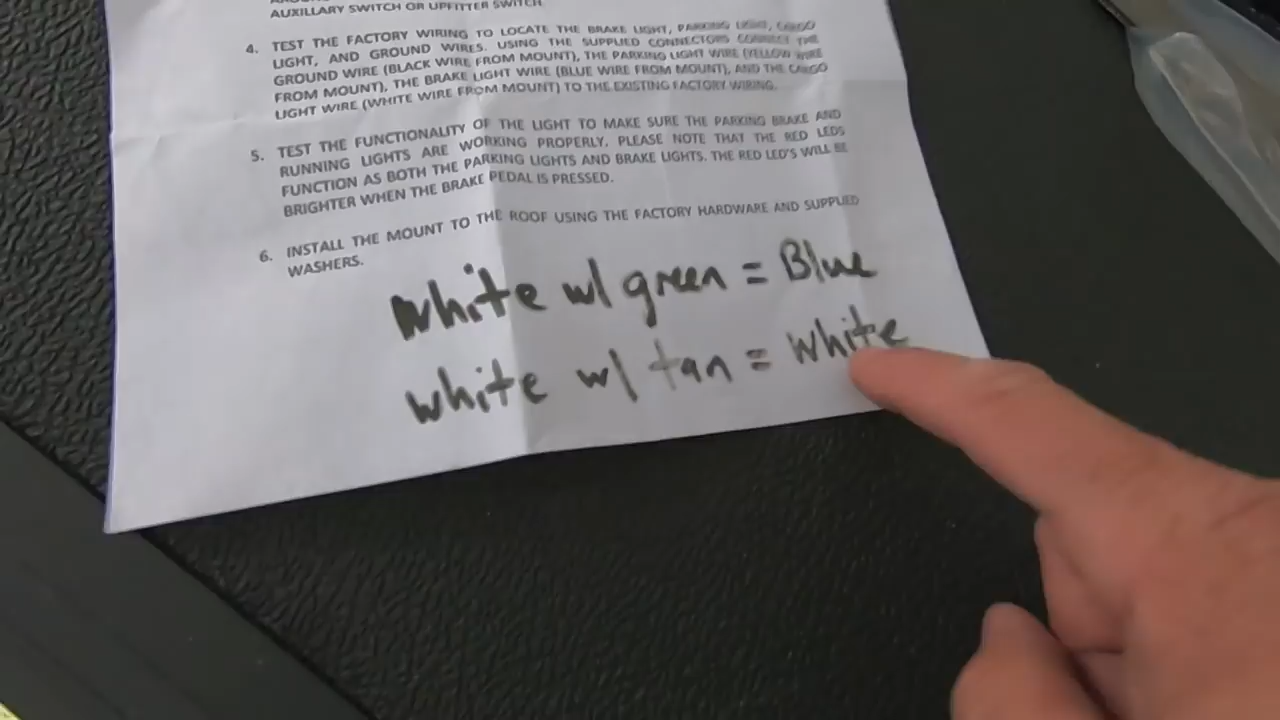 AUXILLARY SWITCH OR UPFITTER SWITCH.
4. TEST THE FACTORY WIRING TO LOCATE THE BRAKE LIGHT, PARKING LIGHT, CARGO
LIGHT, AND GROUND WIRES. USING THE SUPPLIED CONNECTORS CONNECT THE
GROUND WIRE (BLACK WIRE FROM MOUNT), THE PARKING LIGHT WIRE (YELLOW WIRE
FROM MOUNT), THE BRAKE LIGHT WIRE (BLUE WIRE FROM MOUNT), AND THE CARGO
LIGHT WIRE (WHITE WIRE FROM MOUNT) TO THE EXISTING FACTORY WIRING.
5. TEST THE FUNCTIONALITY OF THE LIGHT TO MAKE SURE THE PARKING BRAKE AND
RUNNING LIGHTS ARE WORKING PROPERLY. PLEASE NOTE THAT THE RED LEDS
FUNCTION AS BOTH THE PARKING LIGHTS AND BRAKE LIGHTS. THE RED LED'S WILL BE
BRIGHTER WHEN THE BRAKE PEDAL IS PRESSED.
6. INSTALL THE MOUNT TO THE ROOF USING THE FACTORY HARDWARE AND SUPPLIED
WASHERS.
white w/ green = Blue
white w/ tan = white